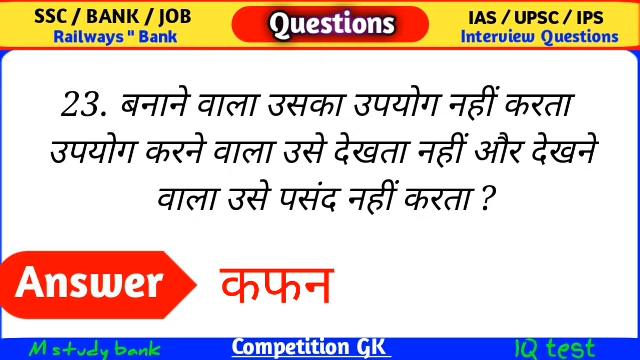 SSC / BANK / JOB
Railways " Bank
Questions
IAS / UPSC / IPS
Interview Questions
23. बनाने वाला उसका उपयोग नहीं करता
उपयोग करने वाला उसे देखता नहीं और देखने
वाला उसे पसंद नहीं करता ?
Answer कफन
M study bank
Competition GK
IQ test